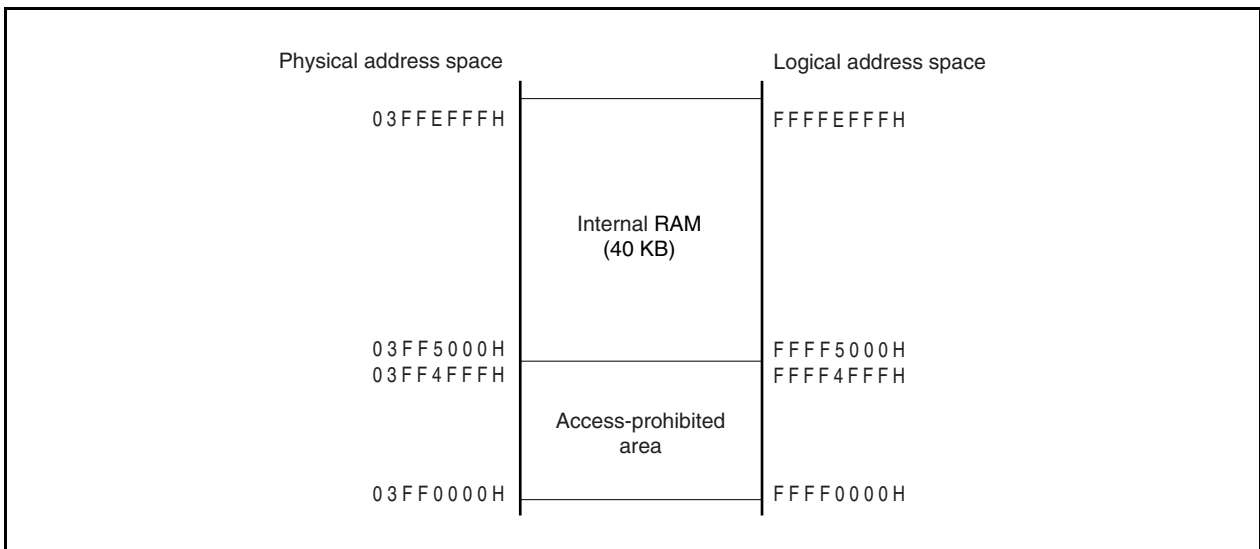 Physical address space
Logical address space
03FFEFFFH
FFFFEFFFH
Internal RAM
(40 KB)
03FF5000H
FFFF5000H
03FF4FFFH
FFFF4FFFH
Access-prohibited
area
03FF0000H
FFFF0000H